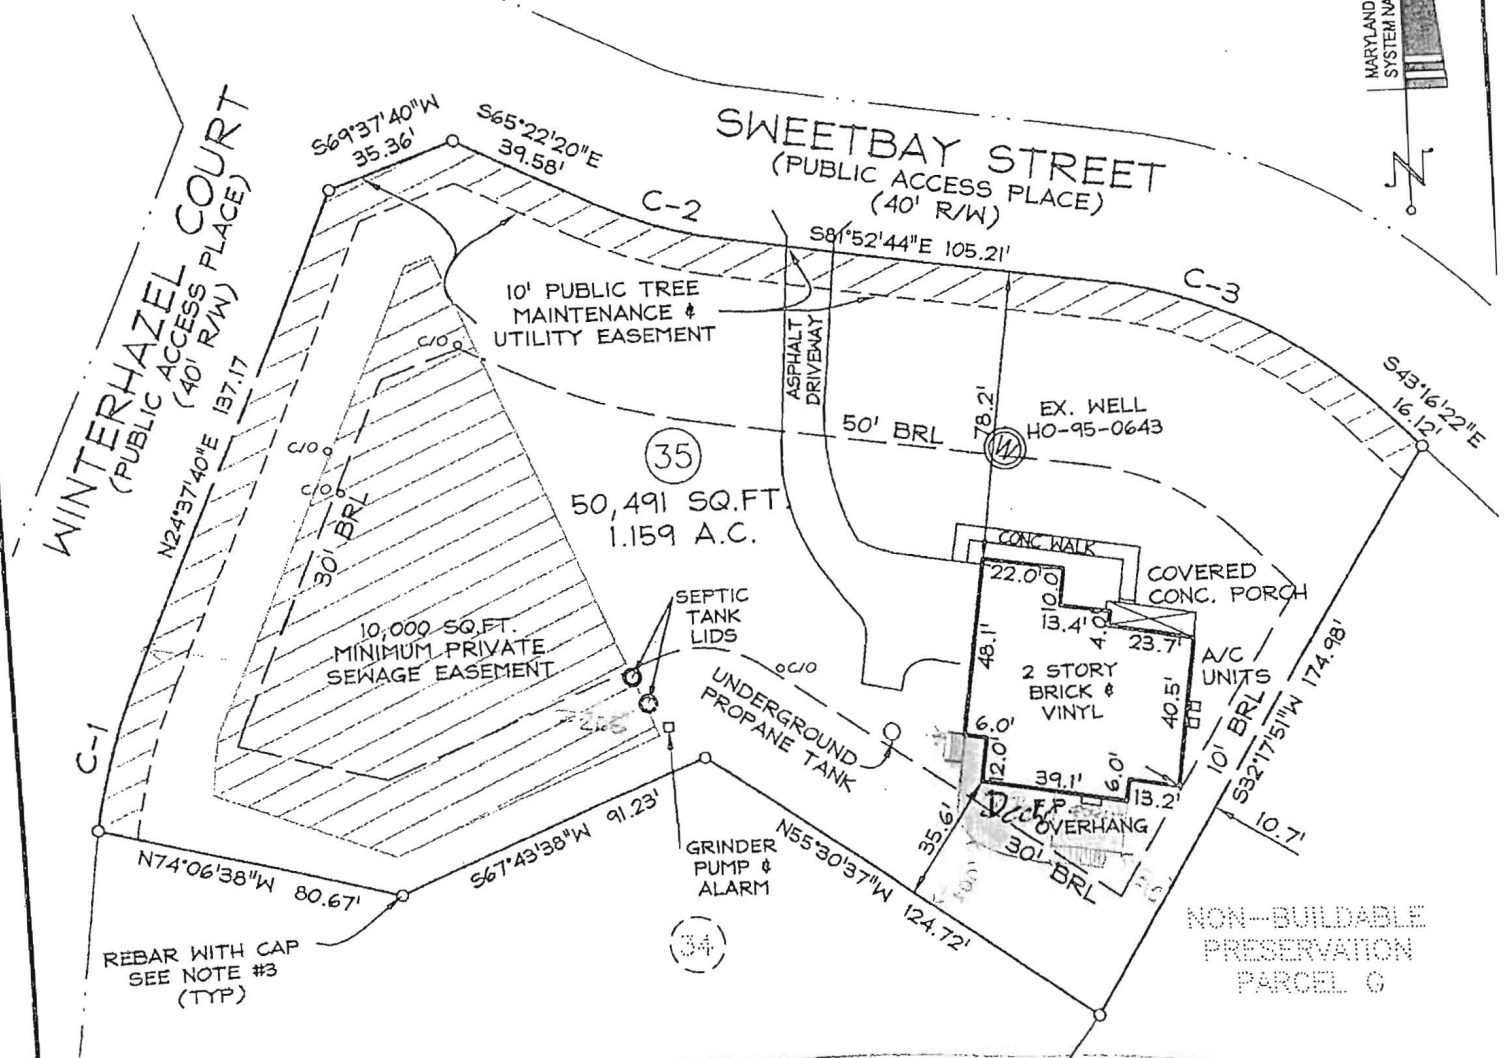 MARYLAND
SYSTEM NA
SWEETBAY STREET
(PUBLIC ACCESS PLACE)
(40' R/W)
WINTERHAZEL COURT
(PUBLIC ACCESS PLACE)
(40' R/W)
S69°37'40"W
35.36'
S65°22'20"E
39.58'
C-2
S81°52'44"E 105.21'
C-3
S43°16'22"E
16.12'
10' PUBLIC TREE
MAINTENANCE &
UTILITY EASEMENT
ASPHALT
DRIVEWAY
78.2'
EX. WELL
HO-95-0643
W
50' BRL
C/O
C/O
C/O
N24°37'40"E 137.17
30' BRL
35
50,491 SQ.FT.
1.159 A.C.
CONC WALK
COVERED
CONC. PORCH
22.0'
10.0
13.4'
4.0
23.7'
48.1'
2 STORY
BRICK &
VINYL
A/C
UNITS
40.5'
10' BRL
S32°17'51"W 174.98'
SEPTIC
TANK
LIDS
10,000 SQ.FT.
MINIMUM PRIVATE
SEWAGE EASEMENT
C/O
UNDERGROUND
PROPANE TANK
6.0'
12.0'
39.1'
6.0'
13.2'
Deck
F.P.
OVERHANG
10.7'
35.6'
30' BRL
C-1
N74°06'38"W 80.67'
S67°43'38"W 91.23'
N55°30'37"W 124.72'
GRINDER
PUMP &
ALARM
34
REBAR WITH CAP
SEE NOTE #3
(TYP)
NON-BUILDABLE
PRESERVATION
PARCEL G